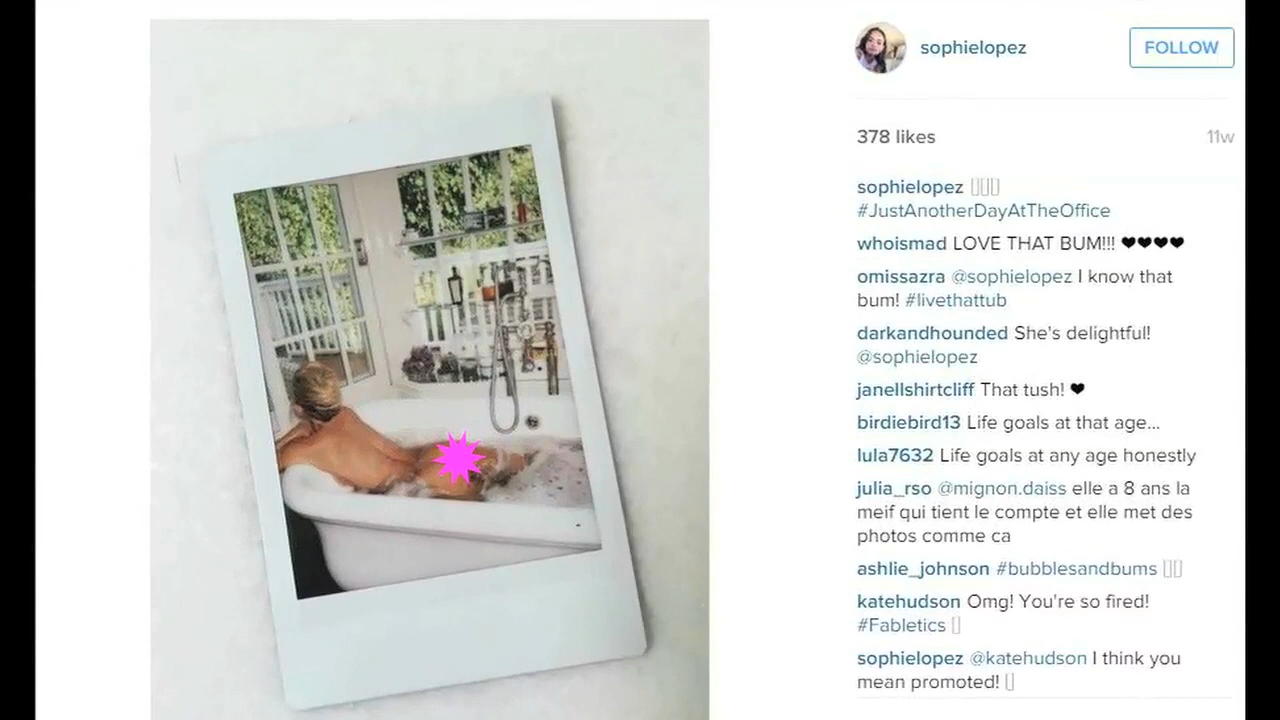 sophielopez
FOLLOW
378 likes
11w
sophielopez
#JustAnotherDayAtTheOffice
whoismad LOVE THAT BUM!!! ❤❤❤❤
omissazra @sophielopez I know that
bum! #livethattub
darkandhounded She's delightful!
@sophielopez
janellshirtcliff That tush! ❤
birdiebird13 Life goals at that age...
lula7632 Life goals at any age honestly
julia_rso @mignon.daiss elle a 8 ans la
meif qui tient le compte et elle met des
photos comme ca
ashlie_johnson #bubblesandbums
katehudson Omg! You're so fired!
#Fabletics
sophielopez @katehudson I think you
mean promoted!